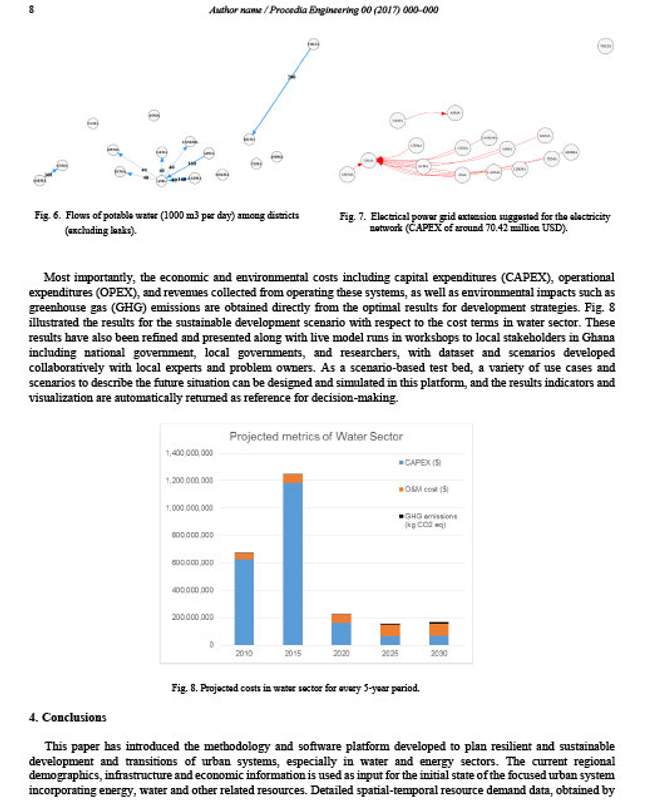 8
Author name / Procedia Engineering 00 (2017) 000–000
Fig. 6. Flows of potable water (1000 m3 per day) among districts
(excluding leaks).
Fig. 7. Electrical power grid extension suggested for the electricity
network (CAPEX of around 70.42 million USD).
Most importantly, the economic and environmental costs including capital expenditures (CAPEX), operational
expenditures (OPEX), and revenues collected from operating these systems, as well as environmental impacts such as
greenhouse gas (GHG) emissions are obtained directly from the optimal results for development strategies. Fig. 8
illustrated the results for the sustainable development scenario with respect to the cost terms in water sector. These
results have also been refined and presented along with live model runs in workshops to local stakeholders in Ghana
including national government, local governments, and researchers, with dataset and scenarios developed
collaboratively with local experts and problem owners. As a scenario-based test bed, a variety of use cases and
scenarios to describe the future situation can be designed and simulated in this platform, and the results indicators and
visualization are automatically returned as reference for decision-making.
Projected metrics of Water Sector
1,400,000,000
1,200,000,000
1,000,000,000
800,000,000
600,000,000
400,000,000
200,000,000
0
CAPEX ($)
O&M cost ($)
GHG emissions
(kg CO2 eq)
2010 2015 2020 2025 2030
Fig. 8. Projected costs in water sector for every 5-year period.
4. Conclusions
This paper has introduced the methodology and software platform developed to plan resilient and sustainable
development and transitions of urban systems, especially in water and energy sectors. The current regional
demographics, infrastructure and economic information is used as input for the initial state of the focused urban system
incorporating energy, water and other related resources. Detailed spatial-temporal resource demand data, obtained by